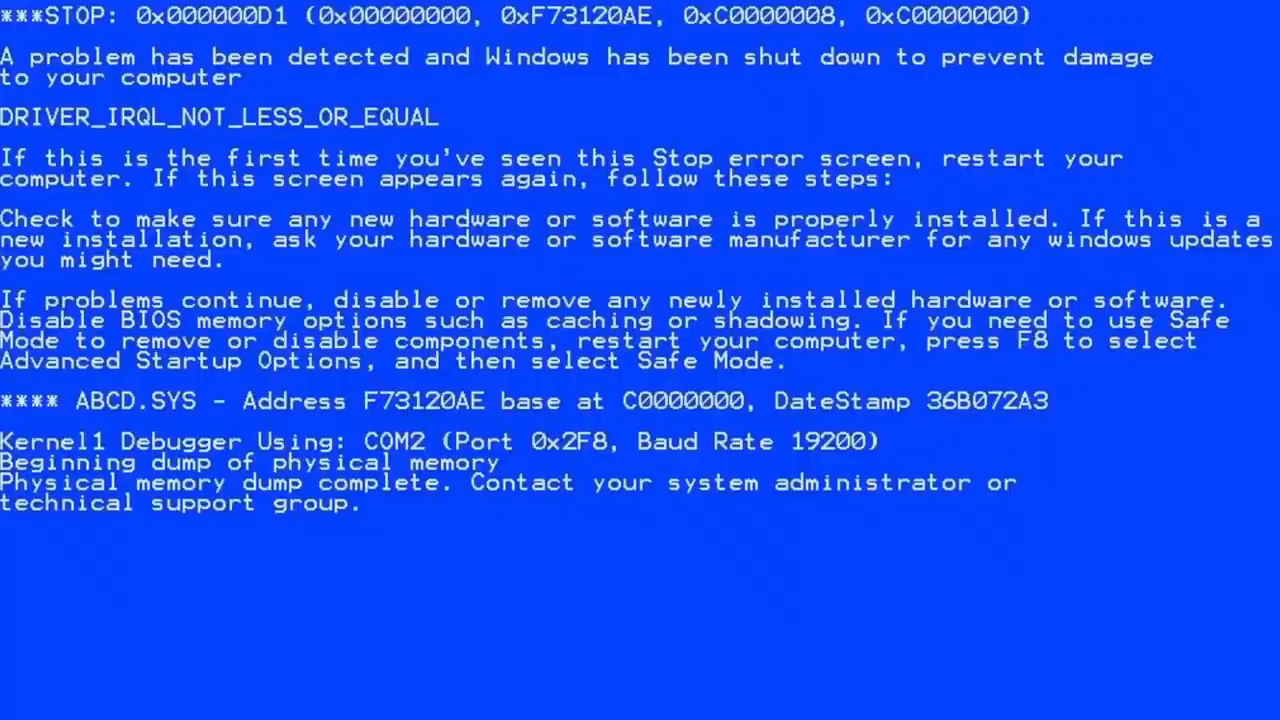 ***STOP: 0x000000D1 (0x00000000, 0xF73120AE, 0xC0000008, 0xC0000000)
A problem has been detected and Windows has been shut down to prevent damage
to your computer
DRIVER_IRQL_NOT_LESS_OR_EQUAL
If this is the first time you've seen this Stop error screen, restart your
computer. If this screen appears again, follow these steps:
Check to make sure any new hardware or software is properly installed. If this is a
new installation, ask your hardware or software manufacturer for any windows updates
you might need.
If problems continue, disable or remove any newly installed hardware or software.
Disable BIOS memory options such as caching or shadowing. If you need to use Safe
Mode to remove or disable components, restart your computer, press F8 to select
Advanced Startup Options, and then select Safe Mode.
**** ABCD.SYS - Address F73120AE base at C0000000, DateStamp 36B072A3
Kernel1 Debugger Using: COM2 (Port 0x2F8, Baud Rate 19200)
Beginning dump of physical memory
Physical memory dump complete. Contact your system administrator or
technical support group.